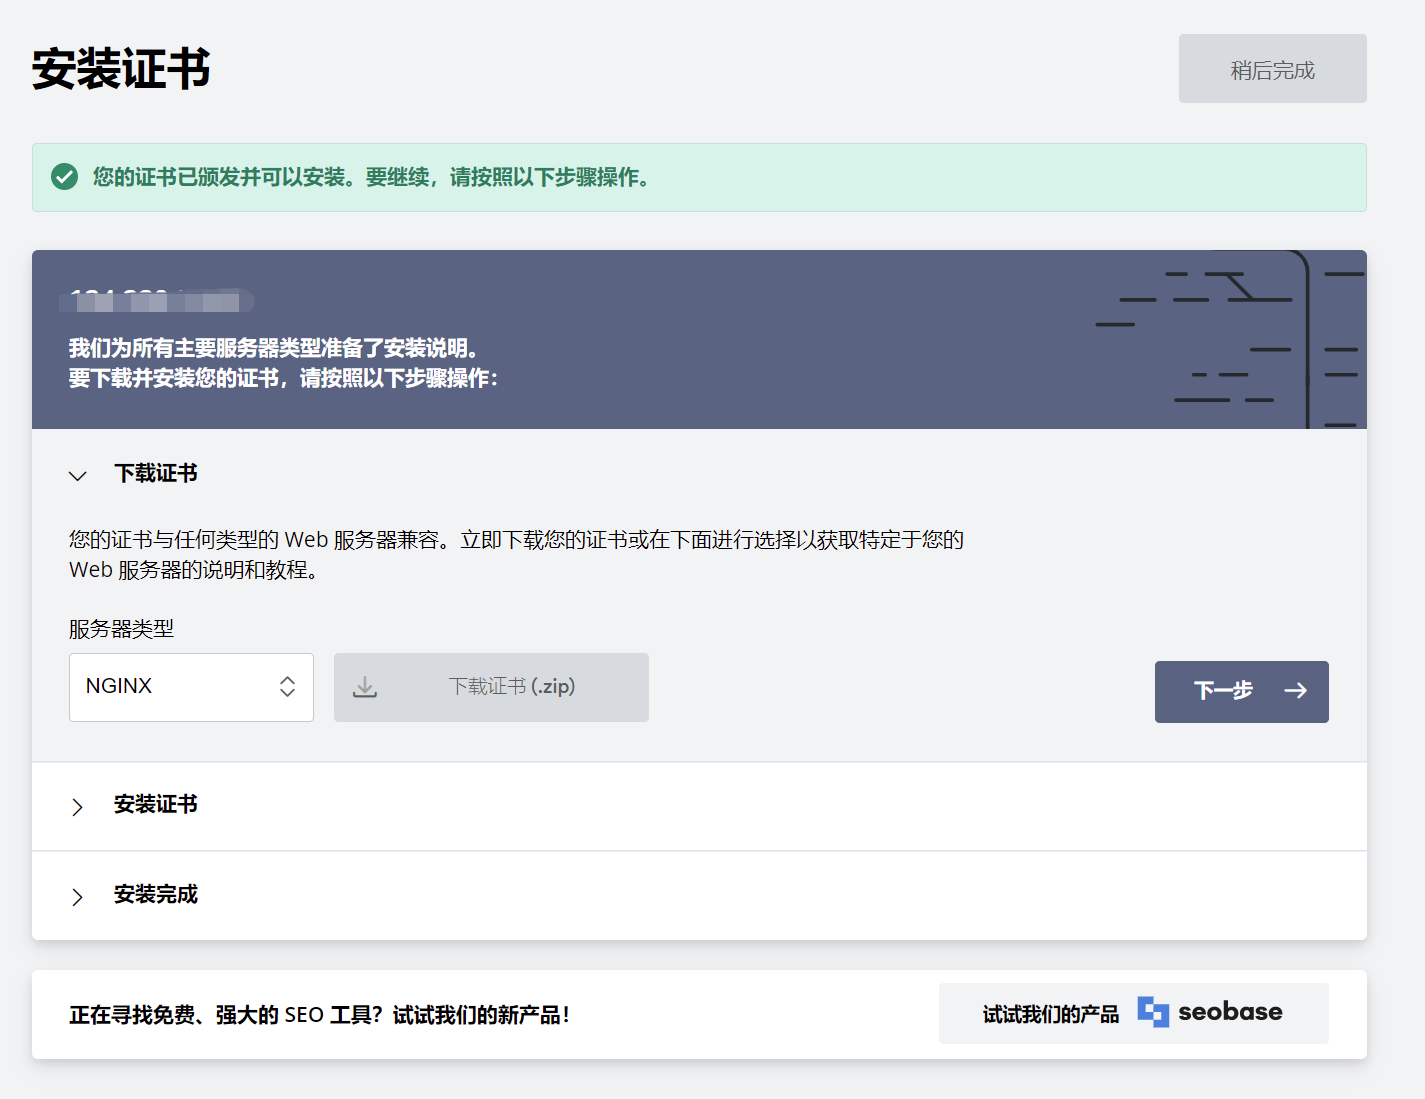 安装证书
稍后完成
您的证书已颁发并可以安装。要继续，请按照以下步骤操作。
我们为所有主要服务器类型准备了安装说明。
要下载并安装您的证书，请按照以下步骤操作：
下载证书
您的证书与任何类型的 Web 服务器兼容。立即下载您的证书或在下面进行选择以获取特定于您的
Web 服务器的说明和教程。
服务器类型
NGINX
下载证书 (.zip)
下一步
安装证书
安装完成
正在寻找免费、强大的 SEO 工具？试试我们的新产品！
试试我们的产品 seobase